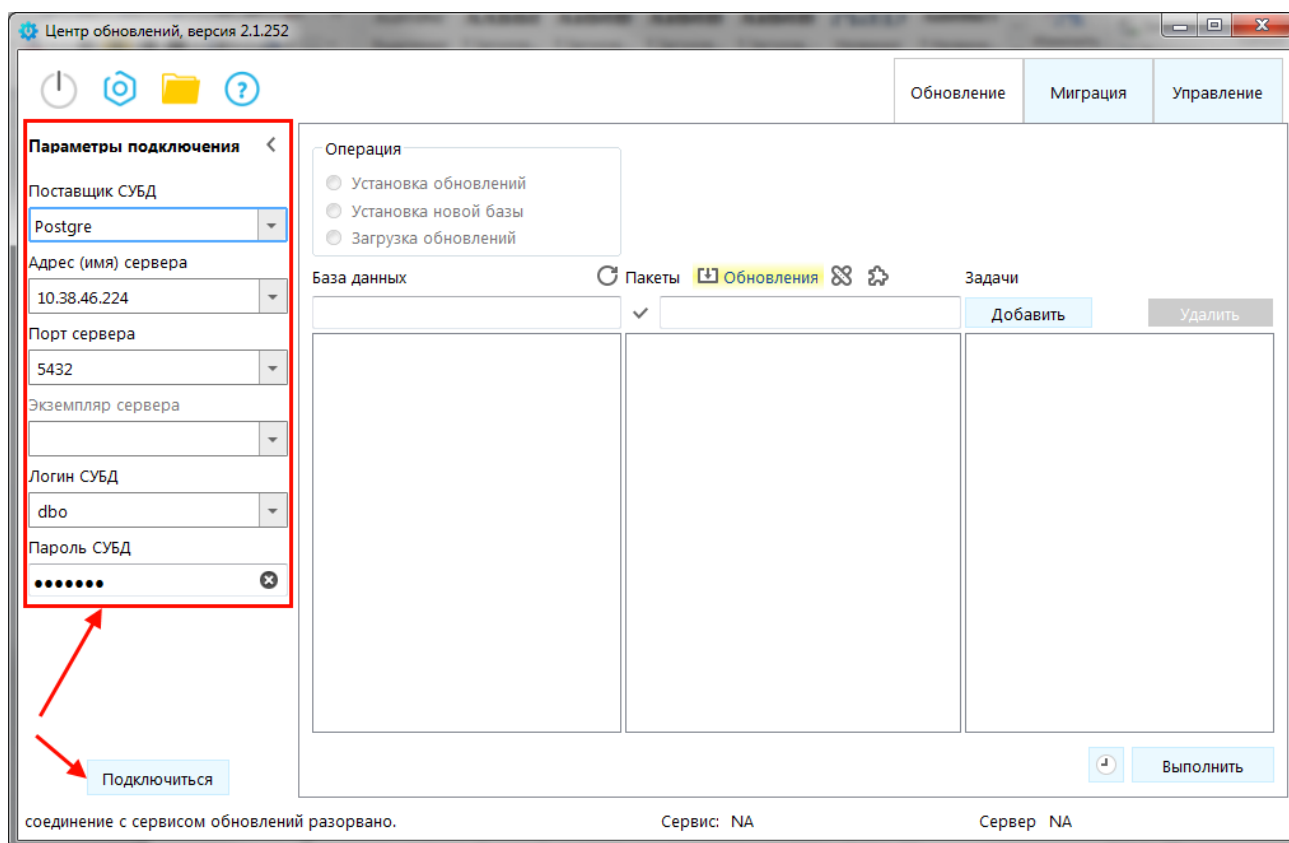 Центр обновлений, версия 2.1.252
Обновление
Миграция
Управление
Параметры подключения
Поставщик СУБД
Postgre
Адрес (имя) сервера
10.38.46.224
Порт сервера
5432
Экземпляр сервера
Логин СУБД
dbo
Пароль СУБД
•••••••
Подключиться
Операция
Установка обновлений
Установка новой базы
Загрузка обновлений
База данных
Пакеты
Обновления
Задачи
Добавить
Удалить
Выполнить
соединение с сервисом обновлений разорвано.
Сервис: NA
Сервер NA